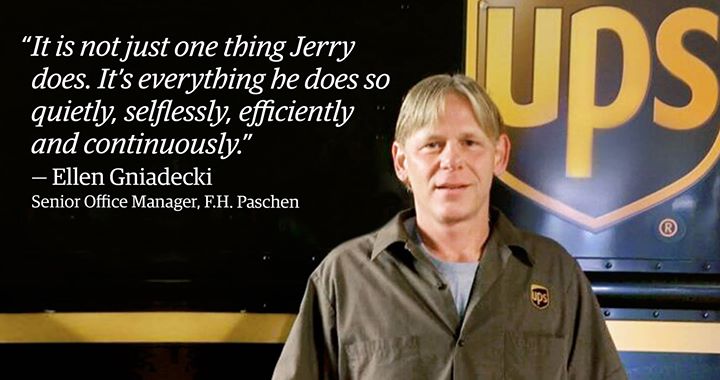 “It is not just one thing Jerry
does. It's everything he does so
quietly, selflessly, efficiently
and continuously.”
– Ellen Gniadecki
Senior Office Manager, F.H. Paschen
ups
®
ups